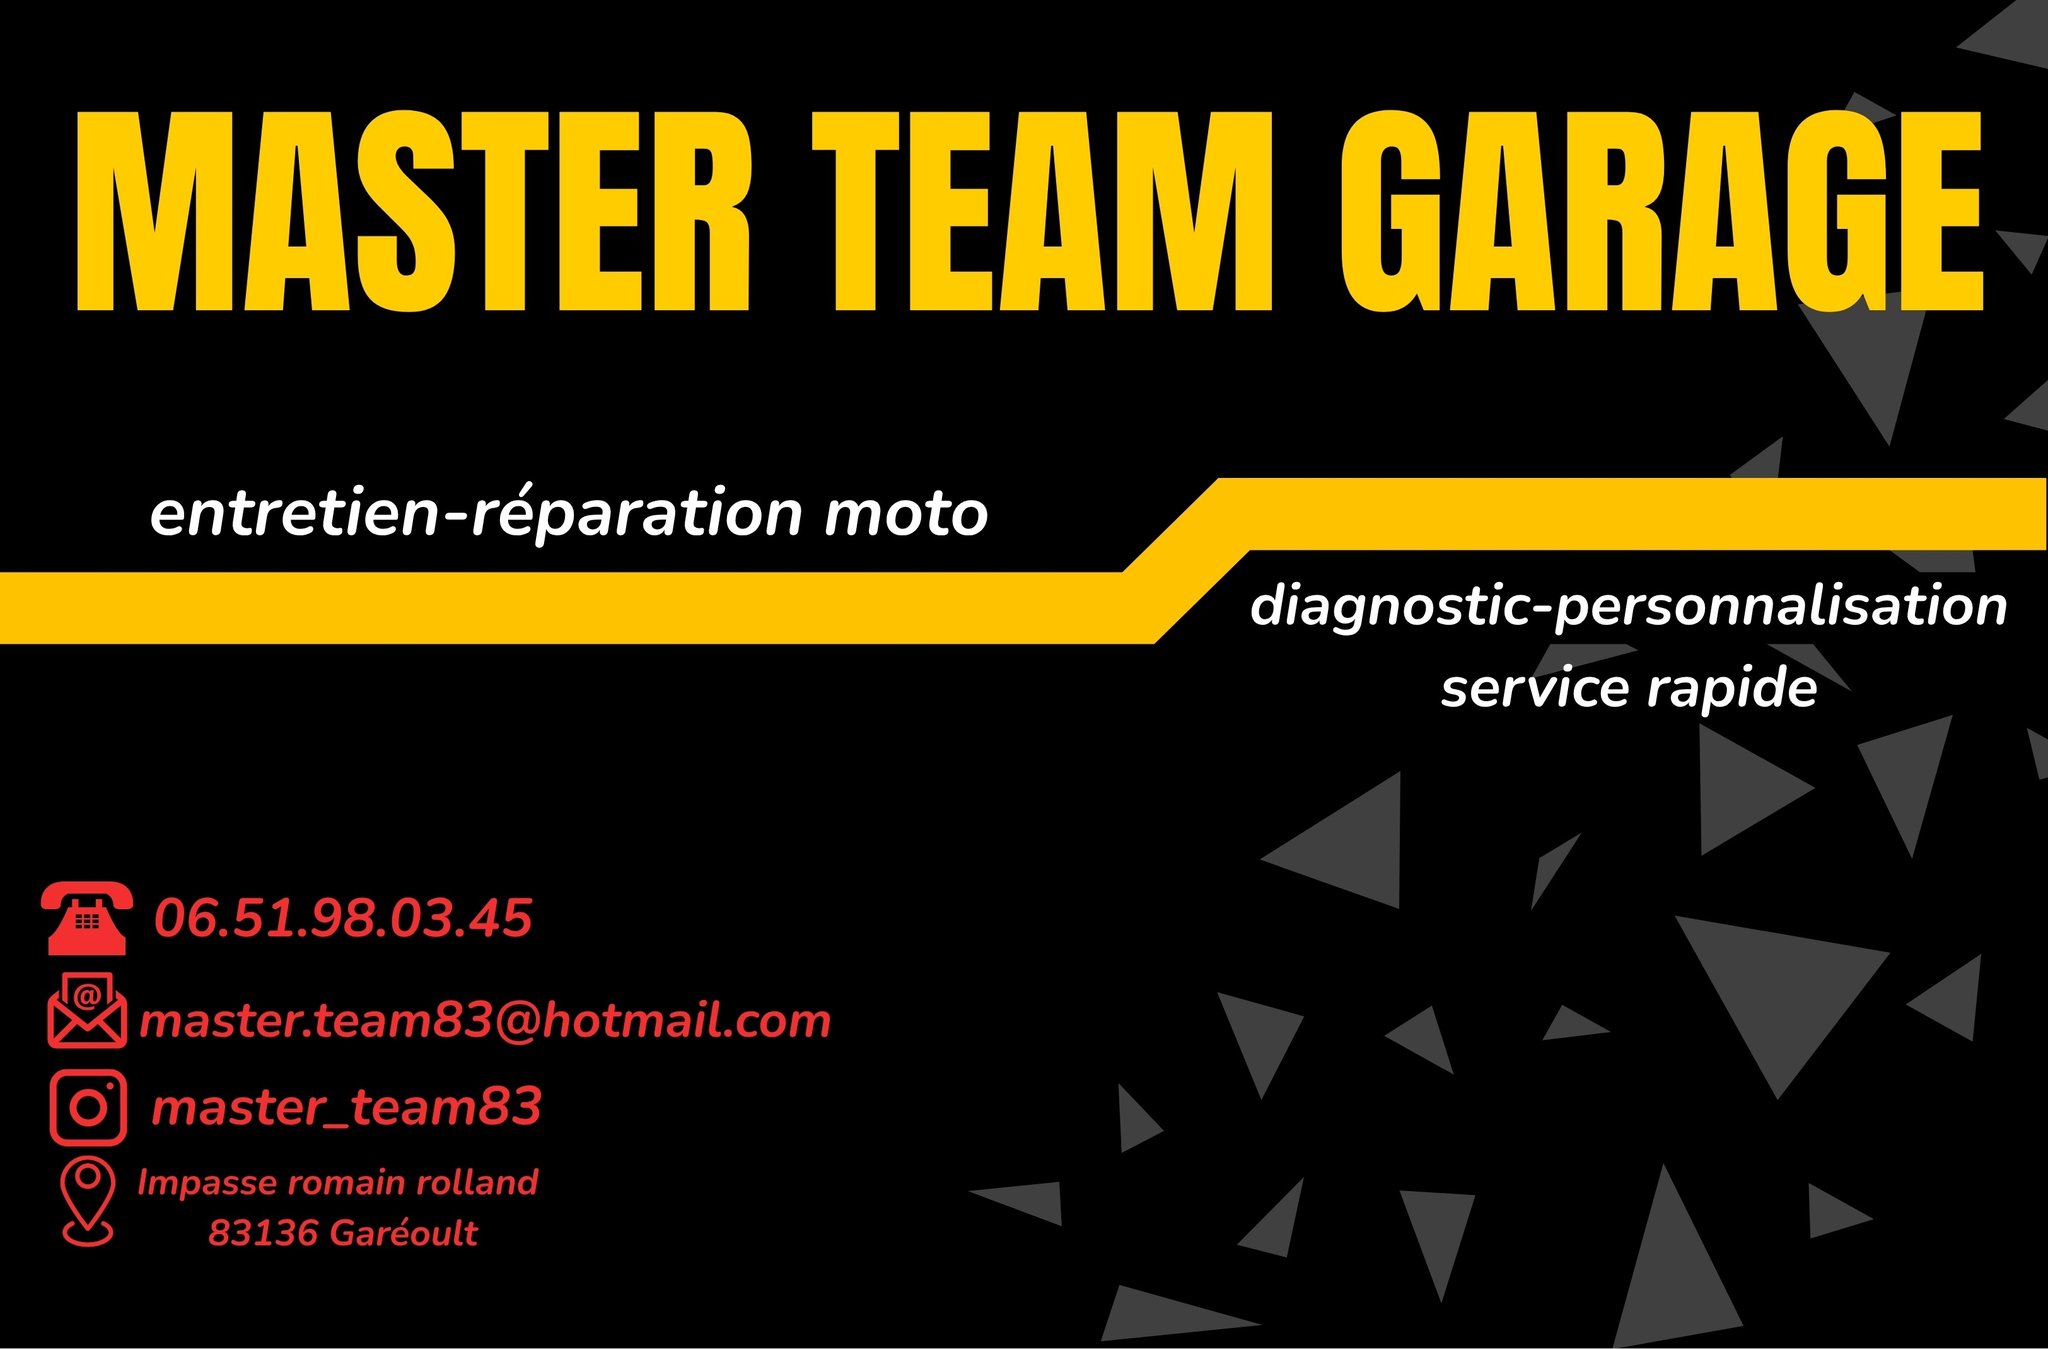 MASTER TEAM GARAGE
entretien-réparation moto
diagnostic-personnalisation
service rapide
06.51.98.03.45
@
master.team83@hotmail.com
master_team83
Impasse romain rolland
83136 Garéoult